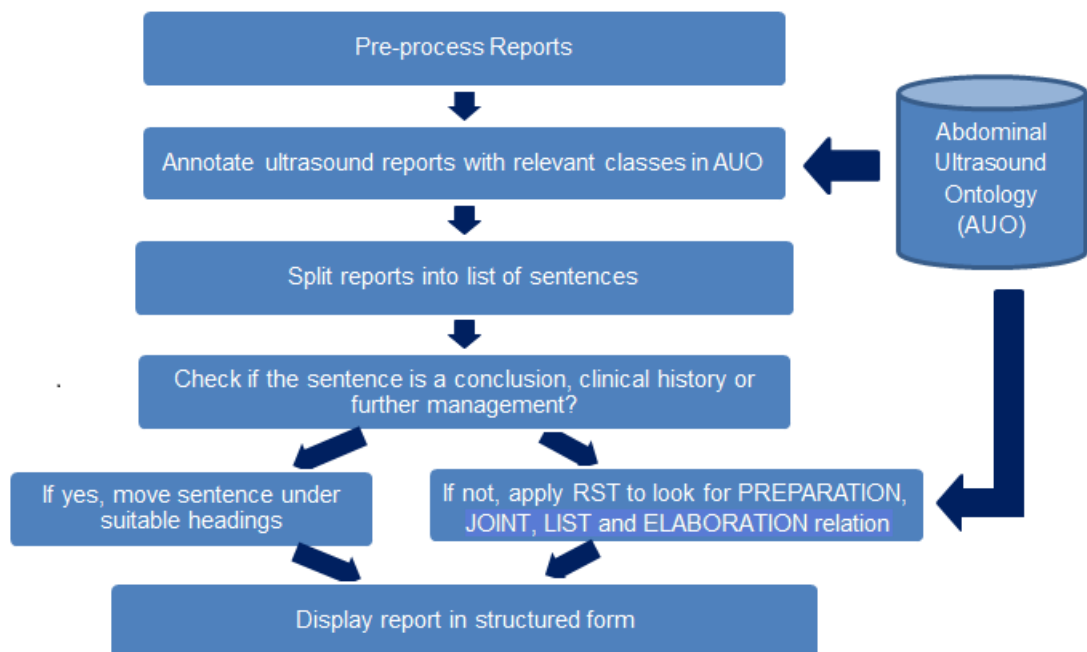 Pre-process Reports
Annotate ultrasound reports with relevant classes in AUO
Abdominal
Ultrasound
Ontology
(AUO)
Split reports into list of sentences
Check if the sentence is a conclusion, clinical history or
further management?
If yes, move sentence under
suitable headings
If not, apply RST to look for PREPARATION,
JOINT, LIST and ELABORATION relation
Display report in structured form